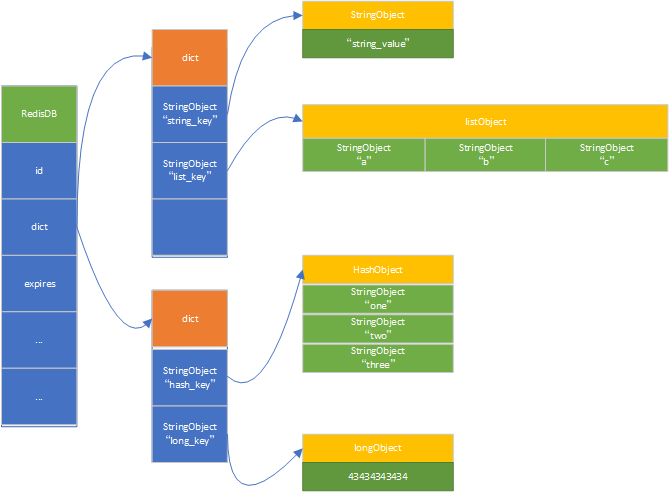 RedisDB
id
dict
expires
...
...
dict
StringObject
“string_key”
StringObject
“list_key”
dict
StringObject
“hash_key”
StringObject
“long_key”
StringObject
“string_value”
listObject
StringObject
“a”
StringObject
“b”
StringObject
“c”
HashObject
StringObject
“one”
StringObject
“two”
StringObject
“three”
longObject
43434343434